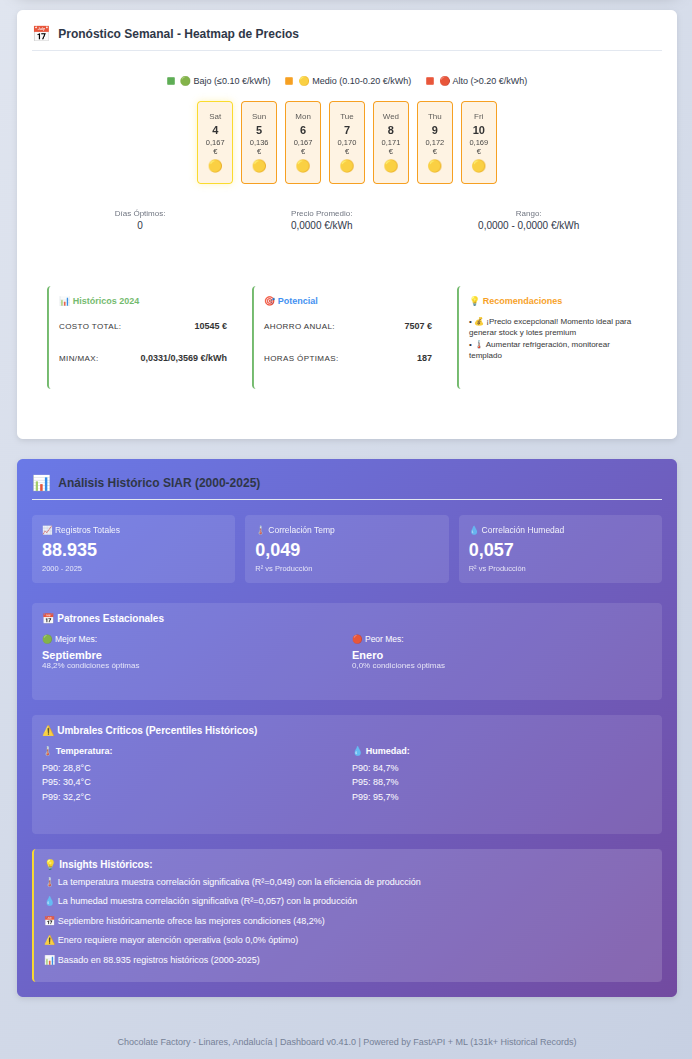 📅 Pronóstico Semanal - Heatmap de Precios
🟢 Bajo (≤0.10 €/kWh) 🟡 Medio (0.10-0.20 €/kWh) 🔴 Alto (>0.20 €/kWh)
Sat Sun Mon Tue Wed Thu Fri
4 5 6 7 8 9 10
0,167 0,136 0,167 0,170 0,171 0,172 0,169
€ € € € € € €
Días Óptimos: Precio Promedio: Rango:
0 0,0000 €/kWh 0,0000 - 0,0000 €/kWh
📊 Históricos 2024
COSTO TOTAL: 10545 €
MIN/MAX: 0,0331/0,3569 €/kWh
🎯 Potencial
AHORRO ANUAL: 7507 €
HORAS ÓPTIMAS: 187
💡 Recomendaciones
• 💰 ¡Precio excepcional! Momento ideal para
generar stock y lotes premium
• 🌡️ Aumentar refrigeración, monitorear
templado
📊 Análisis Histórico SIAR (2000-2025)
📈 Registros Totales
88.935
2000 - 2025
🌡️ Correlación Temp
0,049
R² vs Producción
💧 Correlación Humedad
0,057
R² vs Producción
📅 Patrones Estacionales
🟢 Mejor Mes:
Septiembre
48,2% condiciones óptimas
🔴 Peor Mes:
Enero
0,0% condiciones óptimas
⚠️ Umbrales Críticos (Percentiles Históricos)
🌡️ Temperatura:
P90: 28,8°C
P95: 30,4°C
P99: 32,2°C
💧 Humedad:
P90: 84,7%
P95: 88,7%
P99: 95,7%
💡 Insights Históricos:
🌡️ La temperatura muestra correlación significativa (R²=0,049) con la eficiencia de producción
💧 La humedad muestra correlación significativa (R²=0,057) con la producción
📅 Septiembre históricamente ofrece las mejores condiciones (48,2%)
⚠️ Enero requiere mayor atención operativa (solo 0,0% óptimo)
📊 Basado en 88.935 registros históricos (2000-2025)
Chocolate Factory - Linares, Andalucía | Dashboard v0.41.0 | Powered by FastAPI + ML (131k+ Historical Records)